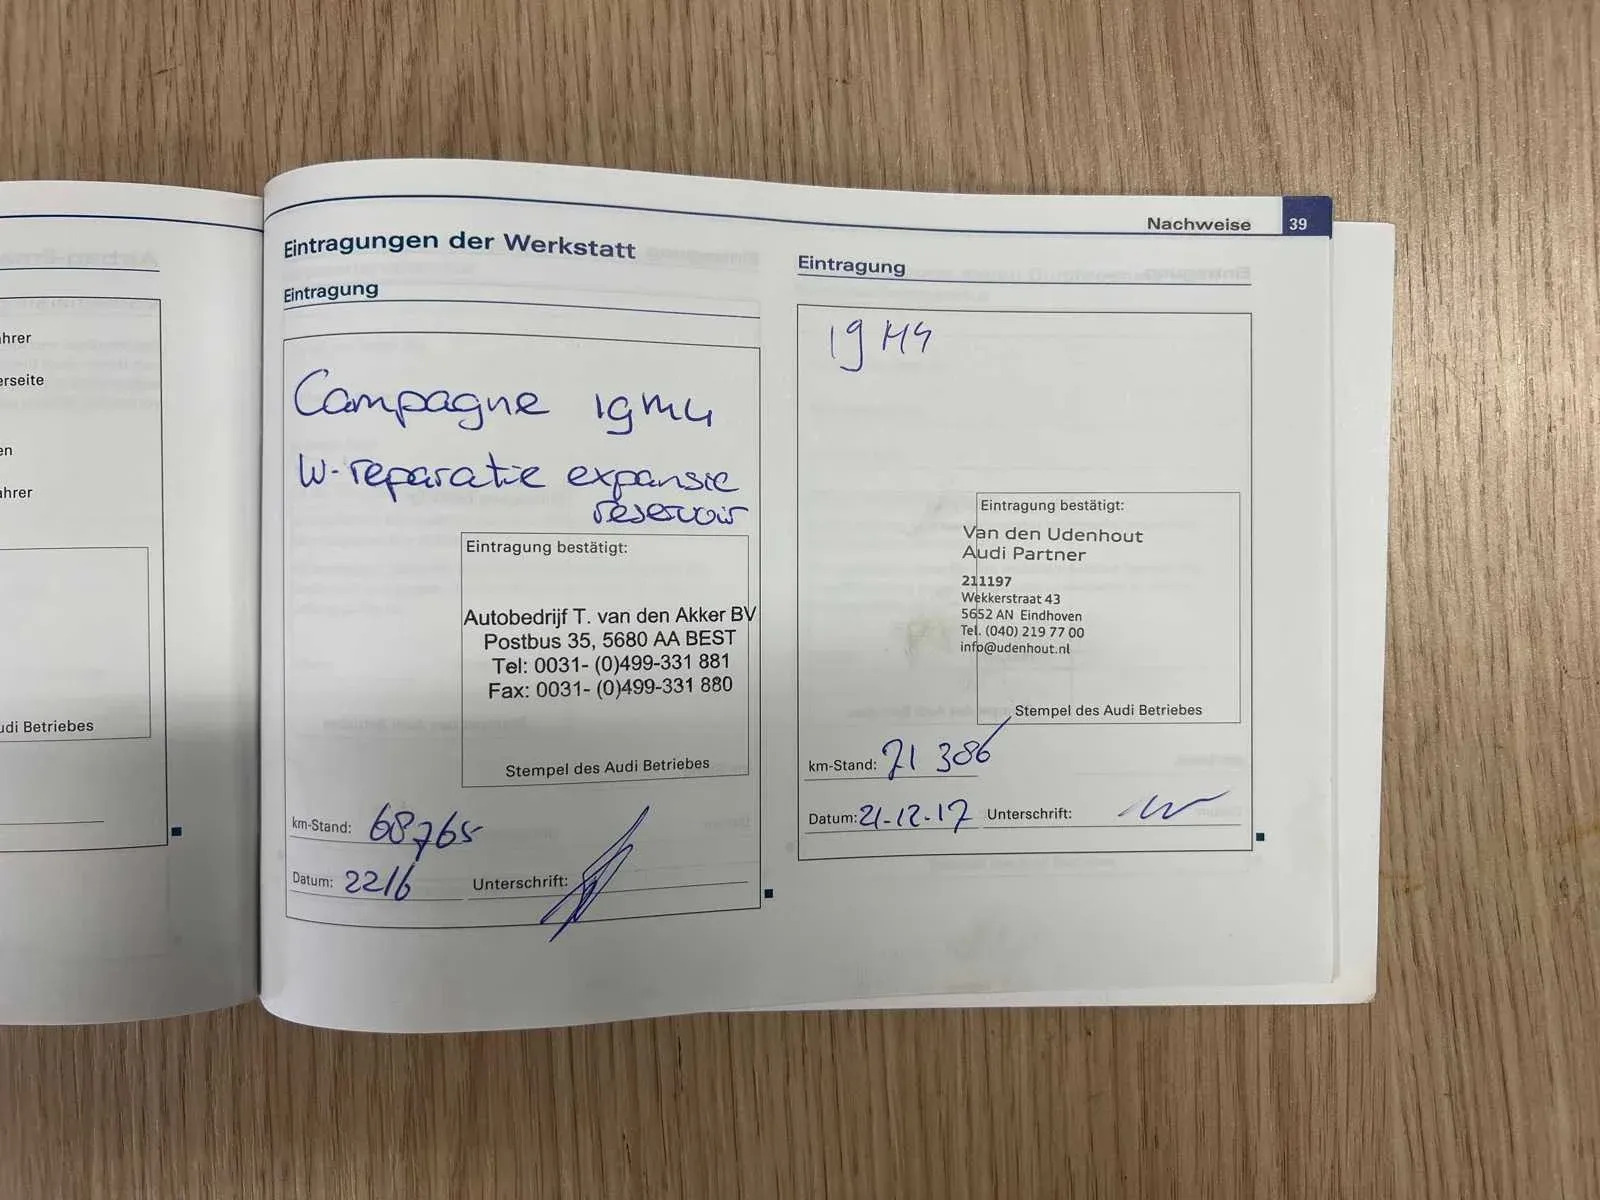 ahrer
erseite
en
ahrer
udi Betriebes
Nachweise 39
Eintragungen der Werkstatt
Eintragung
Campagne 19M4
W-reparatie expansie
reservoir
Eintragung bestätigt:
Autobedrijf T. van den Akker BV
Postbus 35, 5680 AA BEST
Tel: 0031- (0)499-331 881
Fax: 0031- (0)499-331 880
Stempel des Audi Betriebes
km-Stand: 68765
Datum: 22/6 Unterschrift:
Eintragung
19M4
Eintragung bestätigt:
Van den Udenhout
Audi Partner
211197
Wekkerstraat 43
5652 AN Eindhoven
Tel. (040) 219 77 00
info@udenhout.nl
Stempel des Audi Betriebes
km-Stand: 71 386
Datum: 21-12-17 Unterschrift: